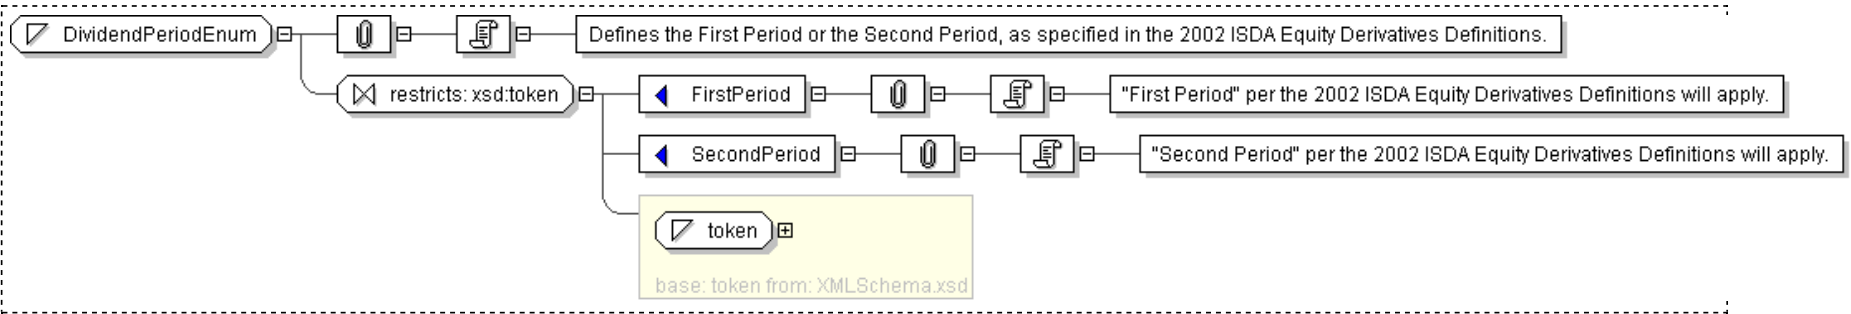 DividendPeriodEnum
Defines the First Period or the Second Period, as specified in the 2002 ISDA Equity Derivatives Definitions.
restricts: xsd:token
FirstPeriod
"First Period" per the 2002 ISDA Equity Derivatives Definitions will apply.
SecondPeriod
"Second Period" per the 2002 ISDA Equity Derivatives Definitions will apply.
token
base: token from: XMLSchema.xsd